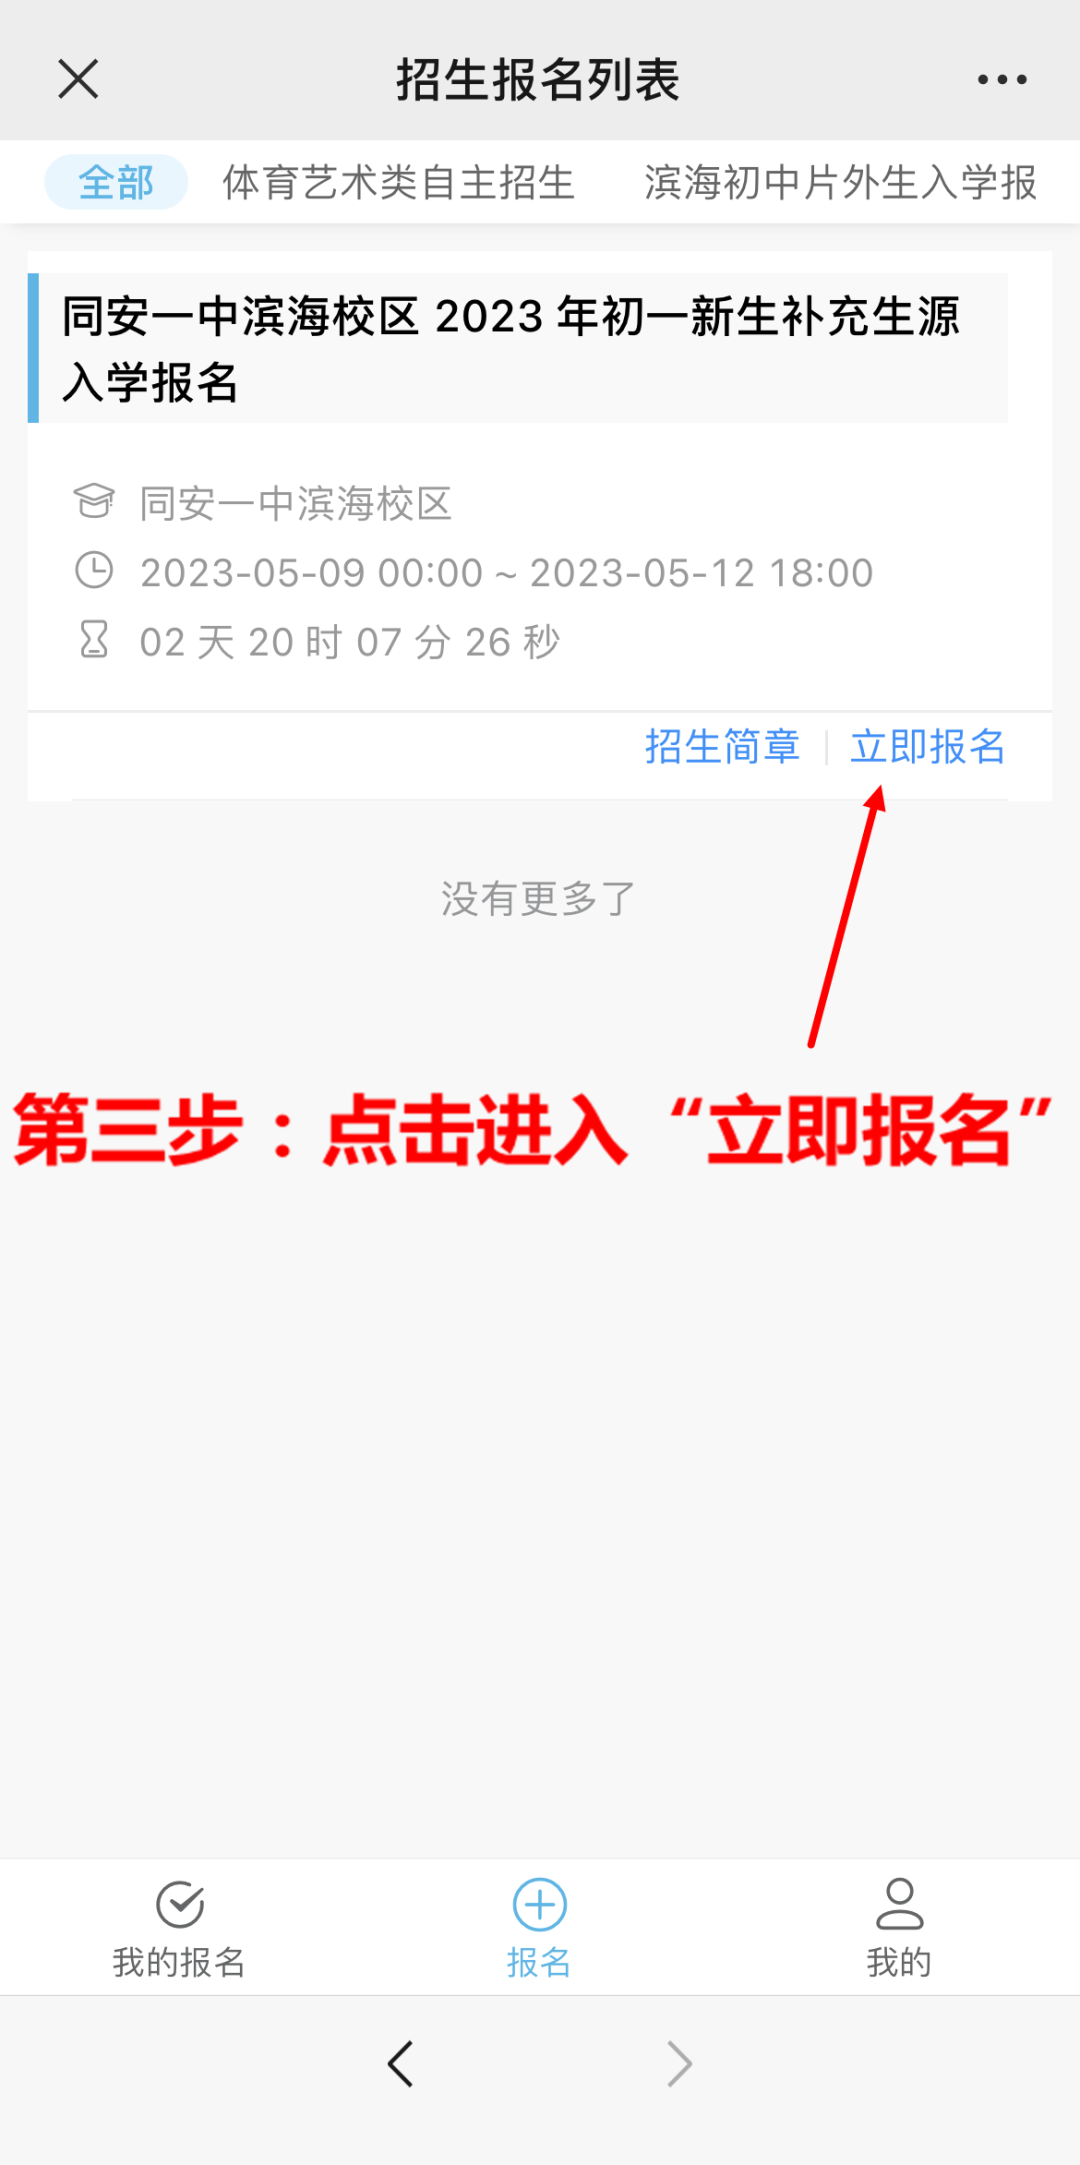 招生报名列表
全部 体育艺术类自主招生 滨海初中片外生入学报
同安一中滨海校区 2023 年初一新生补充生源
入学报名
同安一中滨海校区
2023-05-09 00:00 ~ 2023-05-12 18:00
02 天 20 时 07 分 26 秒
招生简章 立即报名
没有更多了
第三步：点击进入“立即报名”
我的报名 报名 我的